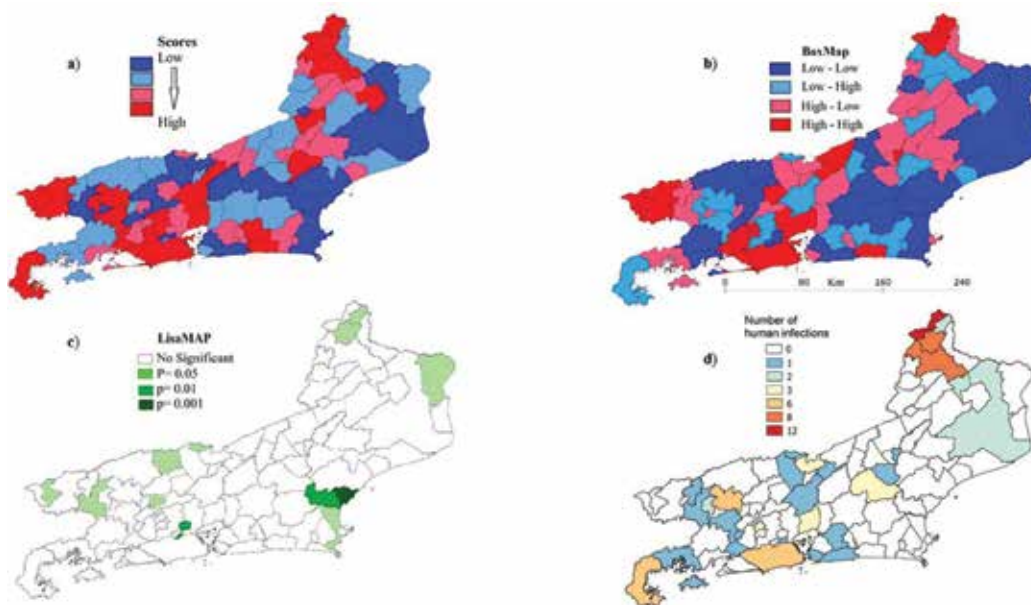 a)
Scores
Low
High
b)
BoxMap
Low - Low
Low - High
High - Low
High - High
0 80 Km 160 240
c)
LisaMAP
No Significant
P= 0.05
p= 0.01
p= 0.001
d)
Number of
human infections
0
1
2
3
6
8
12